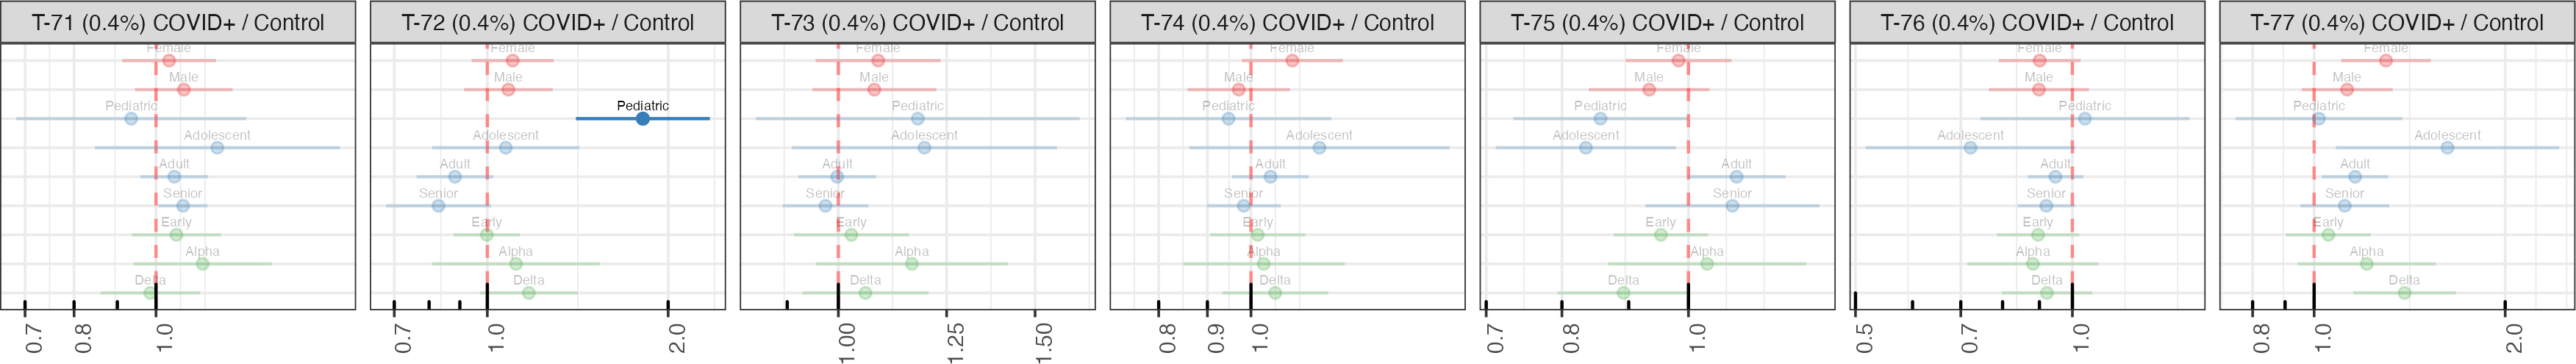 T-71 (0.4%) COVID+ / Control
Female
Male
Pediatric
Adolescent
Adult
Senior
Early
Alpha
Delta
0.7 0.8 1.0
T-72 (0.4%) COVID+ / Control
Female
Male
Pediatric
Adolescent
Adult
Senior
Early
Alpha
Delta
0.7 1.0 2.0
T-73 (0.4%) COVID+ / Control
Female
Male
Pediatric
Adolescent
Adult
Senior
Early
Alpha
Delta
1.00 1.25 1.50
T-74 (0.4%) COVID+ / Control
Female
Male
Pediatric
Adolescent
Adult
Senior
Early
Alpha
Delta
0.8 0.9 1.0
T-75 (0.4%) COVID+ / Control
Female
Male
Pediatric
Adolescent
Adult
Senior
Early
Alpha
Delta
0.7 0.8 1.0
T-76 (0.4%) COVID+ / Control
Female
Male
Pediatric
Adolescent
Adult
Senior
Early
Alpha
Delta
0.5 0.7 1.0
T-77 (0.4%) COVID+ / Control
Female
Male
Pediatric
Adolescent
Adult
Senior
Early
Alpha
Delta
0.8 1.0 2.0